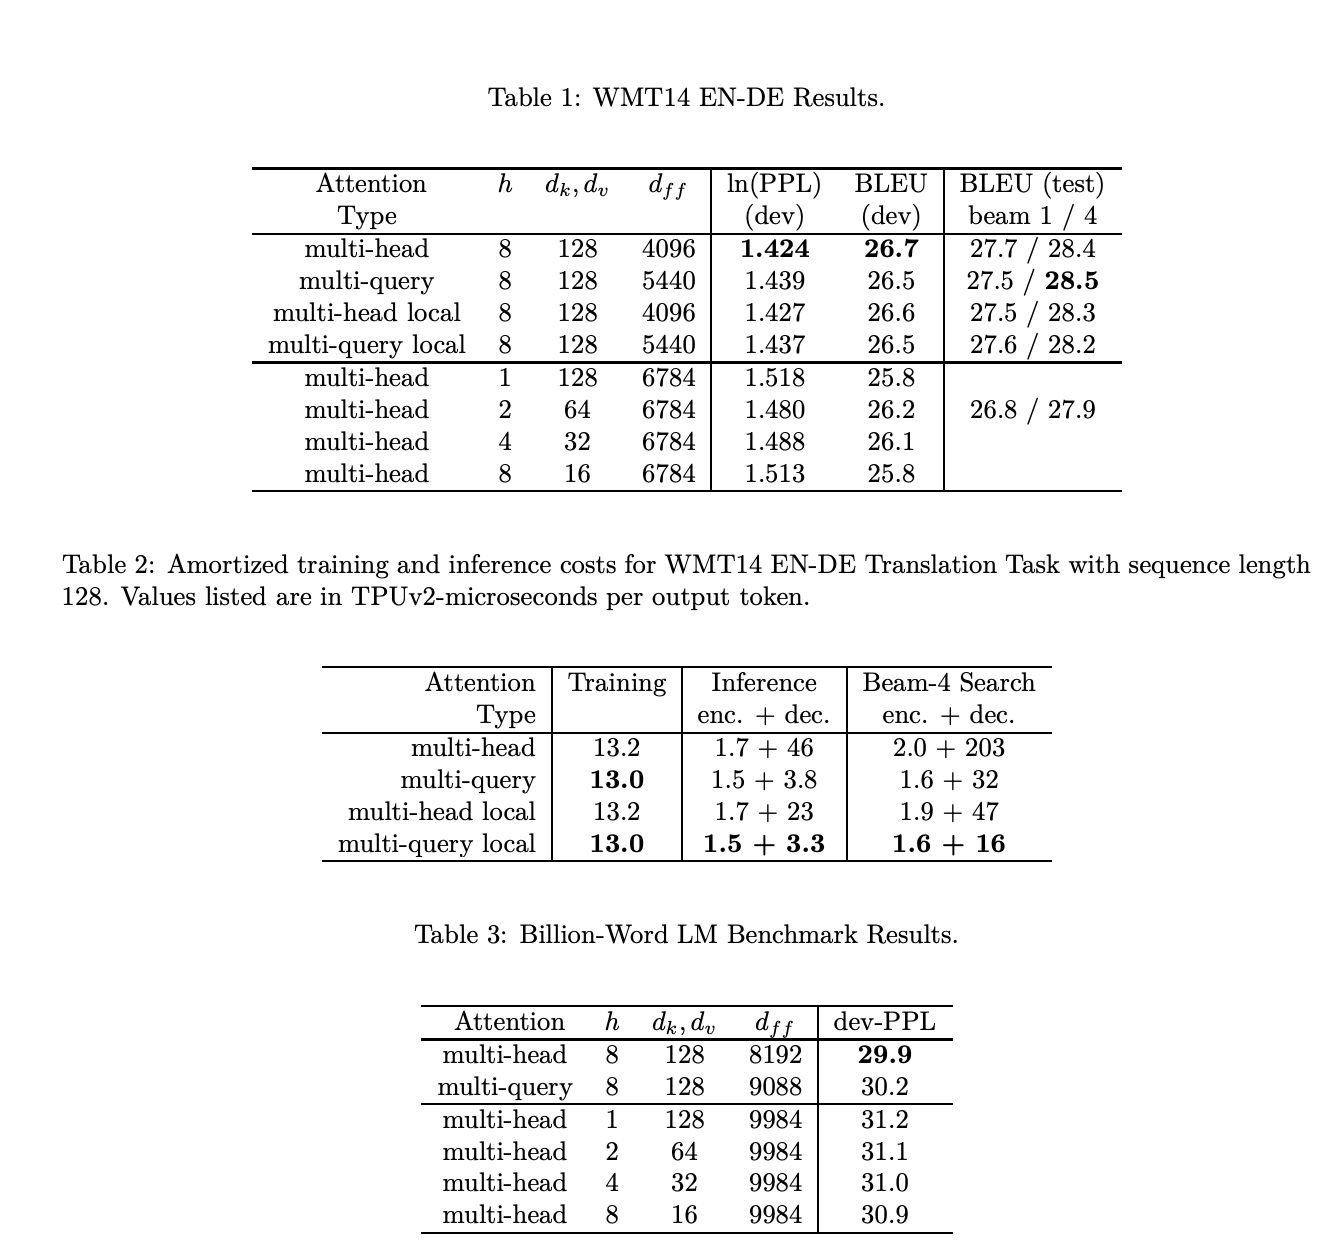 Table 1: WMT14 EN-DE Results.
Attention h d_k, d_v d_ff ln(PPL) BLEU BLEU (test)
Type (dev) (dev) beam 1 / 4
multi-head 8 128 4096 1.424 26.7 27.7 / 28.4
multi-query 8 128 5440 1.439 26.5 27.5 / 28.5
multi-head local 8 128 4096 1.427 26.6 27.5 / 28.3
multi-query local 8 128 5440 1.437 26.5 27.6 / 28.2
multi-head 1 128 6784 1.518 25.8
multi-head 2 64 6784 1.480 26.2 26.8 / 27.9
multi-head 4 32 6784 1.488 26.1
multi-head 8 16 6784 1.513 25.8
Table 2: Amortized training and inference costs for WMT14 EN-DE Translation Task with sequence length
128. Values listed are in TPUv2-microseconds per output token.
Attention Training Inference Beam-4 Search
Type enc. + dec. enc. + dec.
multi-head 13.2 1.7 + 46 2.0 + 203
multi-query 13.0 1.5 + 3.8 1.6 + 32
multi-head local 13.2 1.7 + 23 1.9 + 47
multi-query local 13.0 1.5 + 3.3 1.6 + 16
Table 3: Billion-Word LM Benchmark Results.
Attention h d_k, d_v d_ff dev-PPL
multi-head 8 128 8192 29.9
multi-query 8 128 9088 30.2
multi-head 1 128 9984 31.2
multi-head 2 64 9984 31.1
multi-head 4 32 9984 31.0
multi-head 8 16 9984 30.9